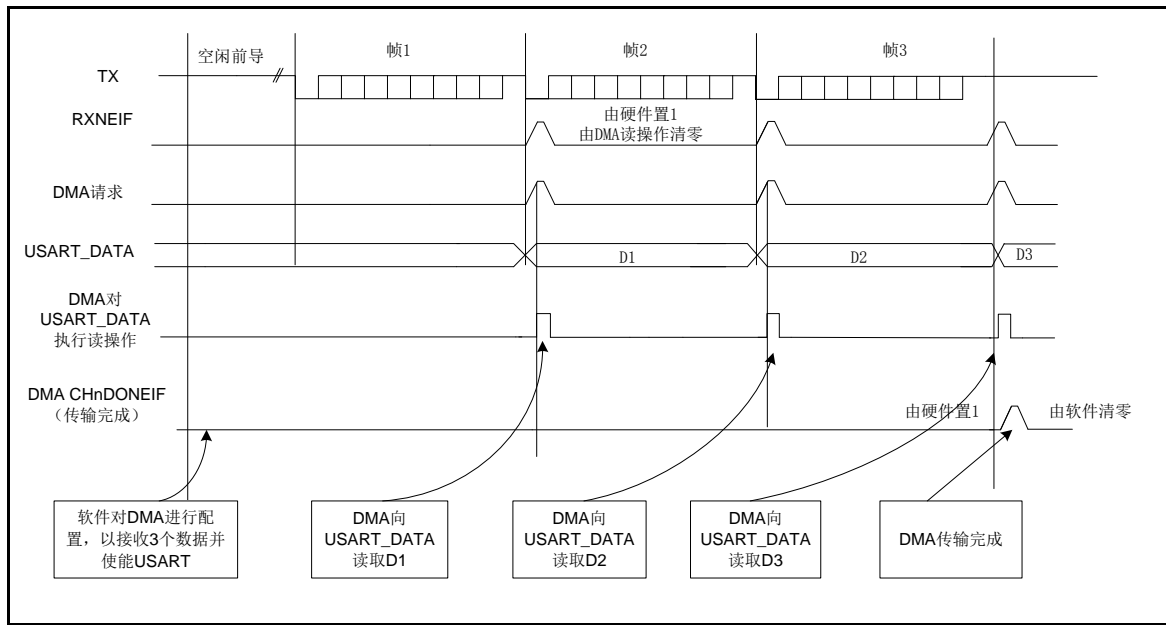 空闲前导
帧1
帧2
帧3
TX
RXNEIF
由硬件置1
由DMA读操作清零
DMA请求
USART_DATA
D1
D2
D3
DMA对
USART_DATA
执行读操作
DMA CHnDONEIF
（传输完成）
由硬件置1
由软件清零
软件对DMA进行配
置，以接收3个数据并
使能USART
DMA向
USART_DATA
读取D1
DMA向
USART_DATA
读取D2
DMA向
USART_DATA
读取D3
DMA传输完成